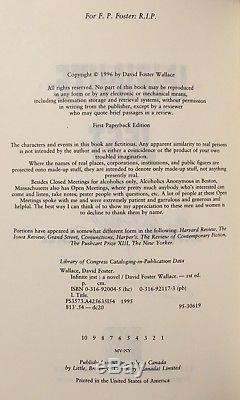 For F. P. Foster: R.I.P.
Copyright © 1996 by David Foster Wallace
All rights reserved. No part of this book may be reproduced
in any form or by any electronic or mechanical means,
including information storage and retrieval systems, without
permission in writing from the publisher, except by a
reviewer who may quote brief passages in a review.
First Paperback Edition
The characters and events in this book are fictitious. Any apparent similarity to real persons
is not intended by the author and is either a coincidence or the product of your own
troubled imagination.
Where the names of real places, corporations, institutions, and public figures are
projected onto made-up stuff, they are intended to denote only made-up stuff, not anything
presently real.
Besides Closed Meetings for alcoholics only, Alcoholics Anonymous in Boston,
Massachusetts also has Open Meetings, where pretty much anybody who's interested can
come and listen, take notes, pester people with questions, etc. A lot of people at these Open
Meetings spoke with me and were extremely patient and garrulous and generous and helpful.
The best way I can think of to show my appreciation to these men and women is
to decline to thank them by name.
Portions have appeared in somewhat different form in the following: Harvard Review, The
Iowa Review, Grand Street, Conjunctions, Harper's, The Review of Contemporary Fiction,
The Pushcart Prize XIII, The New Yorker.
Library of Congress Cataloging-in-Publication Data
Wallace, David Foster.
Infinite jest : a novel / David Foster Wallace. — 1st ed.
p. cm.
ISBN 0-316-92004-5 (hc) 0-316-92117-3 (pb)
PS3573.A425635I54 1995
813'.54 — dc20 95-30619
10 9 8 7 6 5 4 3 2 1
MV-NY
Canada
by Little, (Canada) Limited
Printed in the United States of America